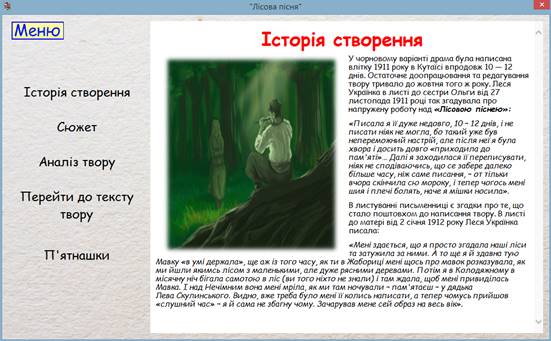 "Лісова пісня"
Меню
Історія створення
Сюжет
Аналіз твору
Перейти до тексту
твору
П'ятнашки
Історія створення
У чорновому варіанті драма була написана
влітку 1911 року в Кутаїсі впродовж 10 — 12
днів. Остаточне доопрацювання та редагування
твору тривало до жовтня того ж року. Леся
Українка в листі до сестри Ольги від 27
листопада 1911 році так згадувала про
напружену роботу над «Лісовою піснею»:
«Писала я її дуже недовго, 10 – 12 днів, і не
писати ніяк не могла, бо такий уже був
непереможний настрій, але після неї я була
хвора і досить довго «приходила до
пам'яті»... Далі я заходилася її переписувати,
ніяк не сподіваючись, що се забере далеко
більше часу, ніж саме писання, – от тільки
вчора скінчила сю мороку, і тепер чогось мені
шия і плечі болять, наче я мішки носила».
В листуванні письменниці є згадки про те, що
стало поштовхом до написання твору. В листі
до матері від 2 січня 1912 року Леся Українка
писала:
«Мені здається, що я просто згадала наші ліси
та затужила за ними. А то ще я й здавна тую
Мавку «в умі держала», ще аж із того часу, як ти в Жабориці мені щось про мавок розказувала, як
ми йшли якимсь лісом з маленькими, але дуже рясними деревами. Потім я в Колодяжному в
місячну ніч бігала самотою в ліс (ви того ніхто не знали) і там ждала, щоб мені привиділась
Мавка. І над Нечімним вона мені мріла, як ми там ночували – пам'ятаєш – у дядька
Лева Скулинського. Видно, вже треба було мені її колись написати, а тепер чомусь прийшов
«слушний час» – я й сама не збагну чому. Зачарував мене сей образ на весь вік».